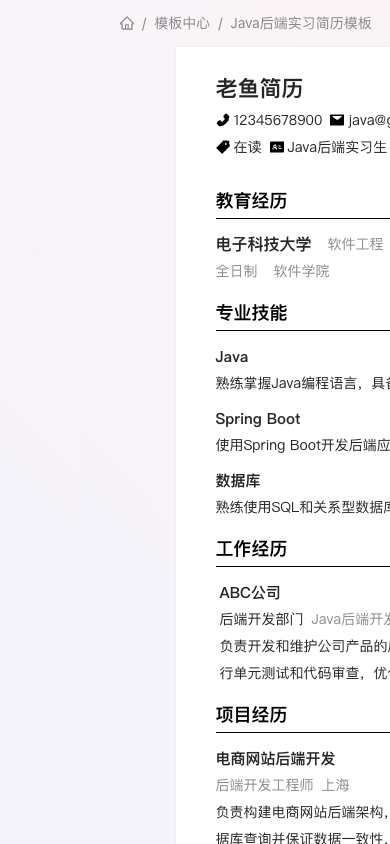 / 模板中心 / Java后端实习简历模板
老鱼简历
12345678900 java@g
在读 Java后端实习生
教育经历
电子科技大学 软件工程
全日制 软件学院
专业技能
Java
熟练掌握Java编程语言，具备
Spring Boot
使用Spring Boot开发后端应
数据库
熟练使用SQL和关系型数据库
工作经历
ABC公司
后端开发部门 Java后端开发
负责开发和维护公司产品的
行单元测试和代码审查，优
项目经历
电商网站后端开发
后端开发工程师 上海
负责构建电商网站后端架构，
据库查询并保证数据一致性，